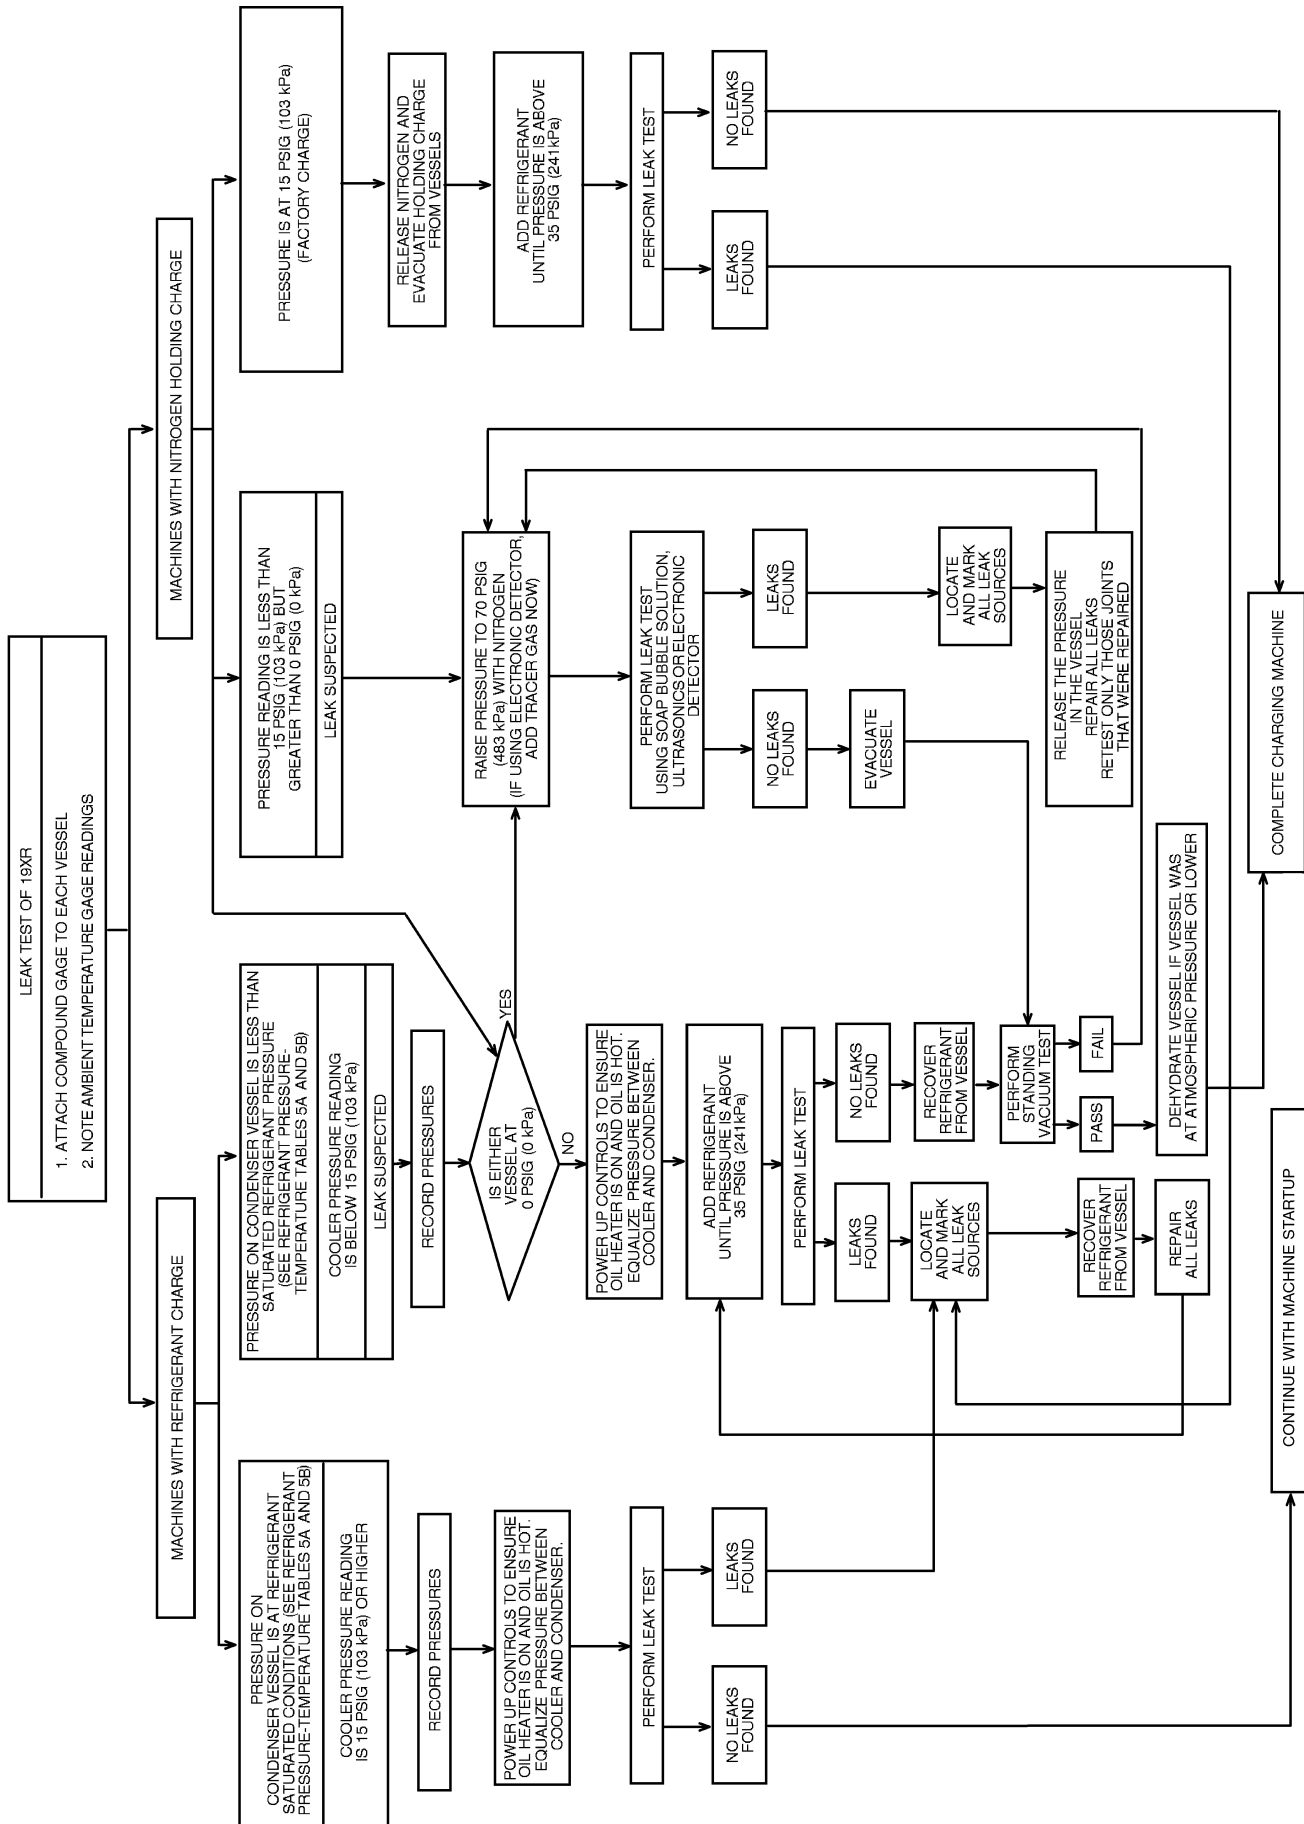 LEAK TEST OF 19XR
1. ATTACH COMPOUND GAGE TO EACH VESSEL
2. NOTE AMBIENT TEMPERATURE GAGE READINGS
MACHINES WITH REFRIGERANT CHARGE
MACHINES WITH NITROGEN HOLDING CHARGE
PRESSURE ON
CONDENSER VESSEL IS AT REFRIGERANT
SATURATED CONDITIONS (SEE REFRIGERANT
PRESSURE-TEMPERATURE TABLES 5A AND 5B)
COOLER PRESSURE READING
IS 15 PSIG (103 kPa) OR HIGHER
RECORD PRESSURES
POWER UP CONTROLS TO ENSURE
OIL HEATER IS ON AND OIL IS HOT.
EQUALIZE PRESSURE BETWEEN
COOLER AND CONDENSER.
PERFORM LEAK TEST
NO LEAKS
FOUND
LEAKS
FOUND
PRESSURE ON CONDENSER VESSEL IS LESS THAN
SATURATED REFRIGERANT PRESSURE
(SEE REFRIGERANT PRESSURE-
TEMPERATURE TABLES 5A AND 5B)
COOLER PRESSURE READING
IS BELOW 15 PSIG (103 kPa)
LEAK SUSPECTED
RECORD PRESSURES
IS EITHER
VESSEL AT
0 PSIG (0 kPa)
YES
NO
POWER UP CONTROLS TO ENSURE
OIL HEATER IS ON AND OIL IS HOT.
EQUALIZE PRESSURE BETWEEN
COOLER AND CONDENSER.
ADD REFRIGERANT
UNTIL PRESSURE IS ABOVE
35 PSIG (241kPa)
PERFORM LEAK TEST
LEAKS
FOUND
NO LEAKS
FOUND
LOCATE
AND MARK
ALL LEAK
SOURCES
RECOVER
REFRIGERANT
FROM VESSEL
PERFORM
STANDING
VACUUM TEST
PASS
FAIL
RECOVER
REFRIGERANT
FROM VESSEL
REPAIR
ALL LEAKS
DEHYDRATE VESSEL IF VESSEL WAS
AT ATMOSPHERIC PRESSURE OR LOWER
PRESSURE READING IS LESS THAN
15 PSIG (103 kPa) BUT
GREATER THAN 0 PSIG (0 kPa)
LEAK SUSPECTED
RAISE PRESSURE TO 70 PSIG
(483 kPa) WITH NITROGEN
(IF USING ELECTRONIC DETECTOR,
ADD TRACER GAS NOW)
PERFORM LEAK TEST
USING SOAP BUBBLE SOLUTION,
ULTRASONICS OR ELECTRONIC
DETECTOR
NO LEAKS
FOUND
LEAKS
FOUND
EVACUATE
VESSEL
LOCATE
AND MARK
ALL LEAK
SOURCES
RELEASE THE PRESSURE
IN THE VESSEL
REPAIR ALL LEAKS
RETEST ONLY THOSE JOINTS
THAT WERE REPAIRED
PRESSURE IS AT 15 PSIG (103 kPa)
(FACTORY CHARGE)
RELEASE NITROGEN AND
EVACUATE HOLDING CHARGE
FROM VESSELS
ADD REFRIGERANT
UNTIL PRESSURE IS ABOVE
35 PSIG (241kPa)
PERFORM LEAK TEST
LEAKS
FOUND
NO LEAKS
FOUND
CONTINUE WITH MACHINE STARTUP
COMPLETE CHARGING MACHINE